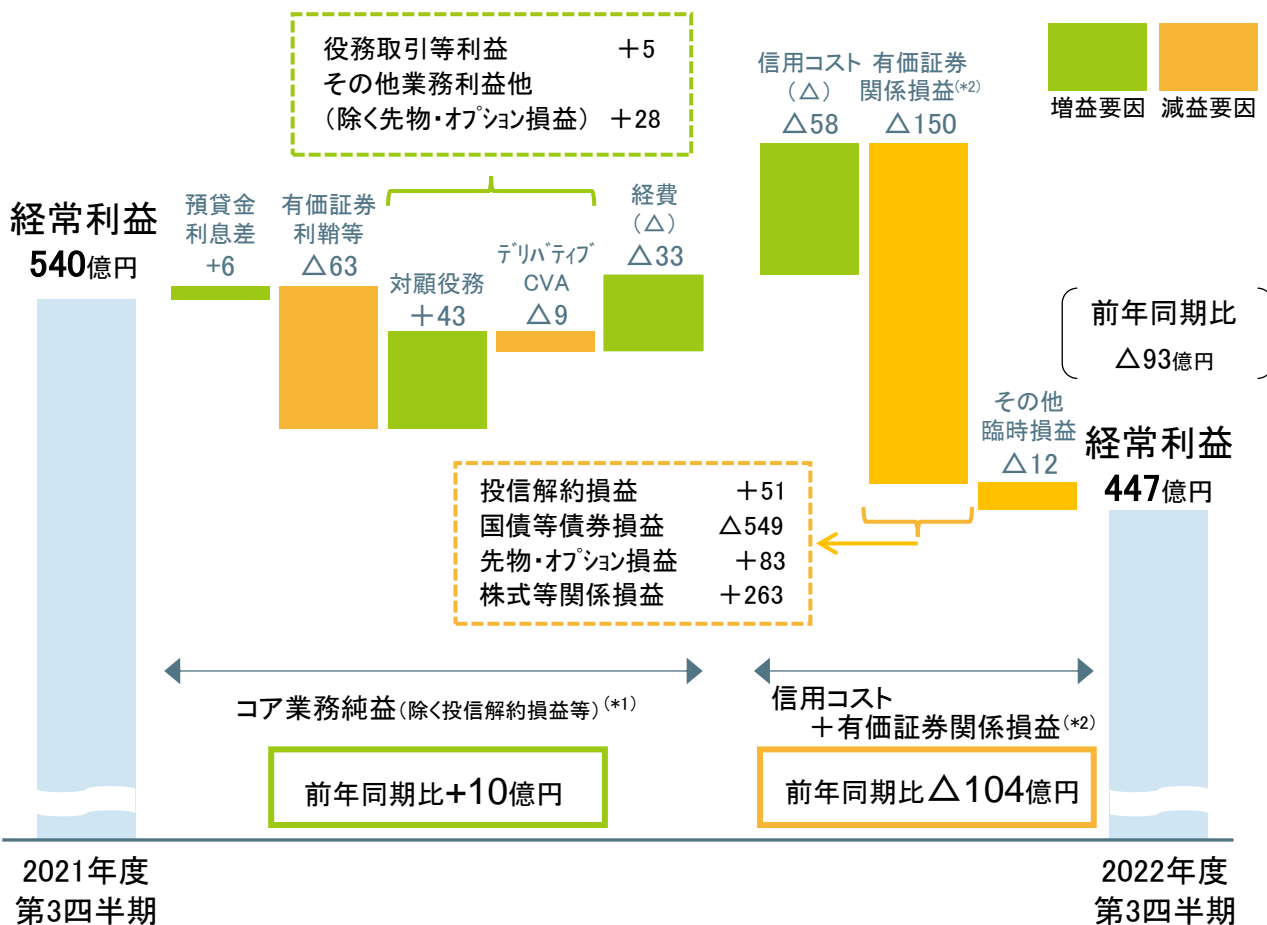 役務取引等利益 +5
その他業務利益他
(除く先物・オプション損益) +28
信用コスト
(△)
△58
有価証券
関係損益(*2)
△150
増益要因
減益要因
経常利益
540億円
預貸金
利息差
+6
有価証券
利鞘等
△63
対顧役務
+43
デリバティブ
CVA
△9
経費
(△)
△33
前年同期比
△93億円
その他
臨時損益
△12
経常利益
447億円
投信解約損益 +51
国債等債券損益 △549
先物・オプション損益 +83
株式等関係損益 +263
コア業務純益(除く投信解約損益等)(*1)
前年同期比+10億円
信用コスト
+有価証券関係損益(*2)
前年同期比△104億円
2021年度
第3四半期
2022年度
第3四半期